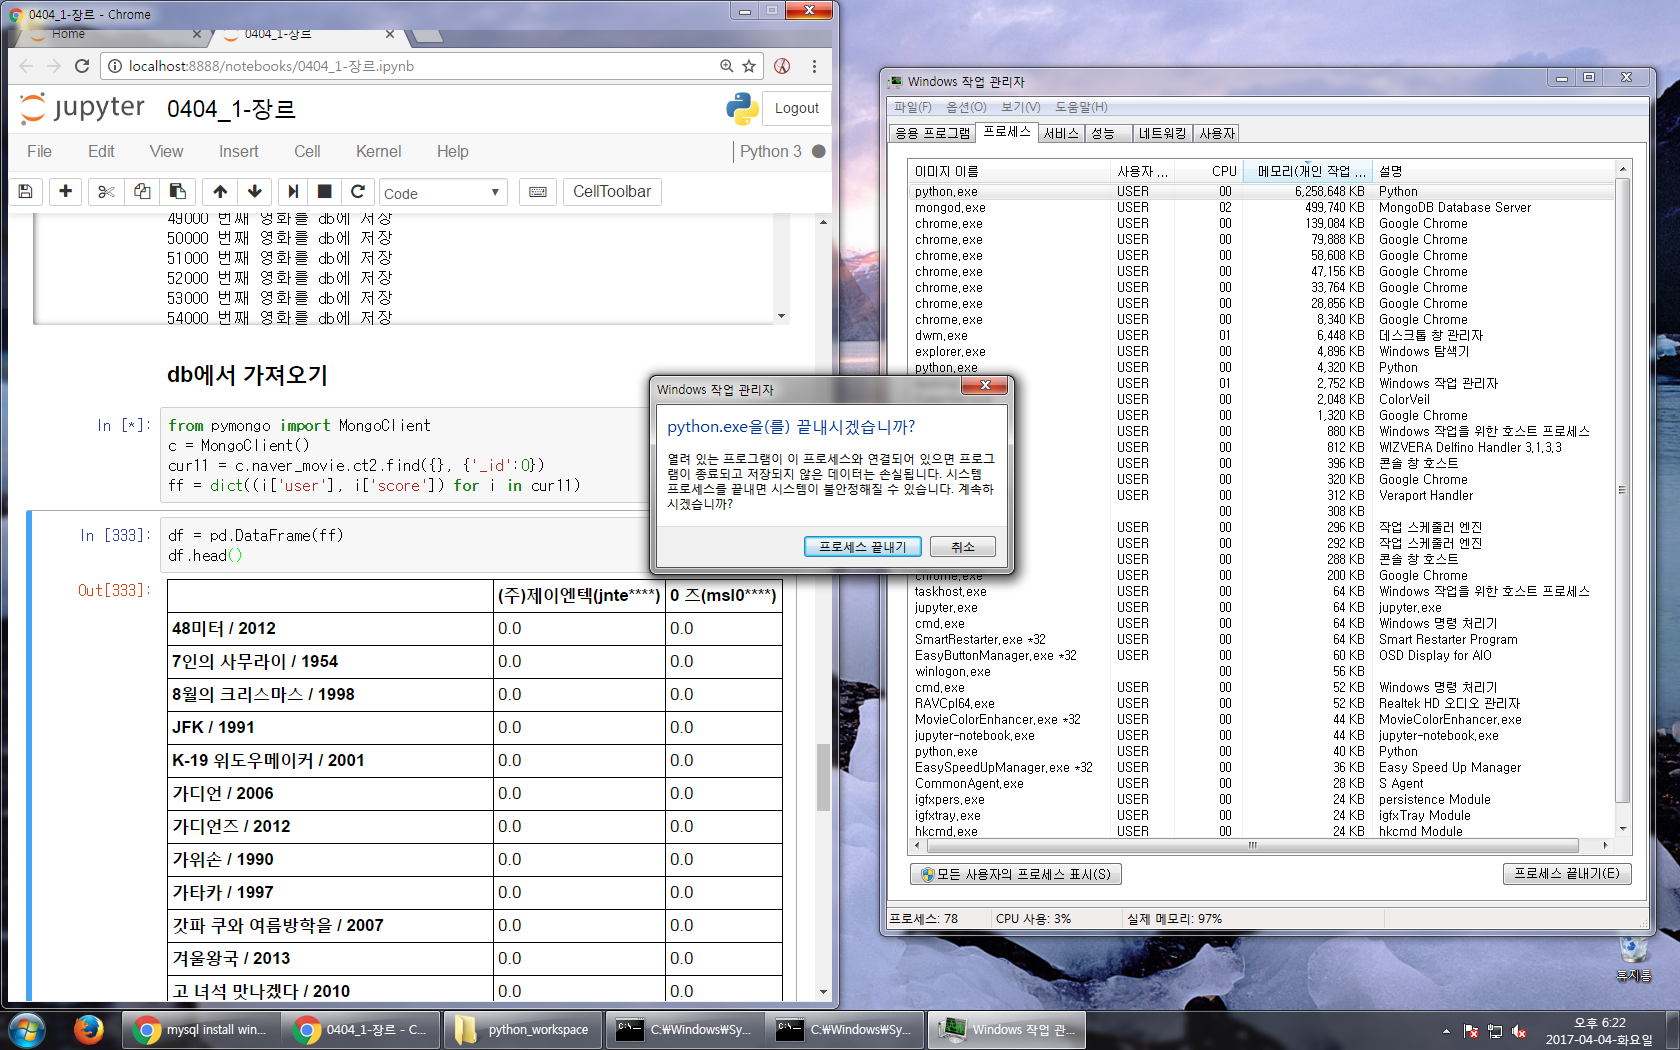 0404_1-장르 - Chrome
Home
0404_1-장르
localhost:8888/notebooks/0404_1-장르.ipynb
jupyter 0404_1-장르
Logout
File Edit View Insert Cell Kernel Help
Python 3
Code
CellToolbar
49000 번째 영화를 db에 저장
50000 번째 영화를 db에 저장
51000 번째 영화를 db에 저장
52000 번째 영화를 db에 저장
53000 번째 영화를 db에 저장
54000 번째 영화를 db에 저장
db에서 가져오기
In [*]:
from pymongo import MongoClient
c = MongoClient()
cur11 = c.naver_movie.ct2.find({}, {'_id':0})
ff = dict((i['user'], i['score']) for i in cur11)
In [333]:
df = pd.DataFrame(ff)
df.head()
Out[333]:
(주)제이엔텍(jnte****) 0 즈(msl0****)
48미터 / 2012 0.0 0.0
7인의 사무라이 / 1954 0.0 0.0
8월의 크리스마스 / 1998 0.0 0.0
JFK / 1991 0.0 0.0
K-19 위도우메이커 / 2001 0.0 0.0
가디언 / 2006 0.0 0.0
가디언즈 / 2012 0.0 0.0
가위손 / 1990 0.0 0.0
가타카 / 1997 0.0 0.0
갓파 쿠와 여름방학을 / 2007 0.0 0.0
겨울왕국 / 2013 0.0 0.0
고 녀석 맛나겠다 / 2010 0.0 0.0
Windows 작업 관리자
파일(F) 옵션(O) 보기(V) 도움말(H)
응용 프로그램 프로세스 서비스 성능 네트워킹 사용자
이미지 이름 사용자 ... CPU 메모리(개인 작업 ... 설명
python.exe USER 00 6,258,648 KB Python
mongod.exe USER 02 499,740 KB MongoDB Database Server
chrome.exe USER 00 139,084 KB Google Chrome
chrome.exe USER 00 79,888 KB Google Chrome
chrome.exe USER 00 58,608 KB Google Chrome
chrome.exe USER 00 47,156 KB Google Chrome
chrome.exe USER 00 33,764 KB Google Chrome
chrome.exe USER 00 28,856 KB Google Chrome
chrome.exe USER 00 8,340 KB Google Chrome
dwm.exe USER 01 6,448 KB 데스크톱 창 관리자
explorer.exe USER 00 4,896 KB Windows 탐색기
python.exe USER 00 4,320 KB Python
USER 01 2,752 KB Windows 작업 관리자
USER 00 2,048 KB ColorVeil
USER 00 1,320 KB Google Chrome
USER 00 880 KB Windows 작업을 위한 호스트 프로세스
USER 00 812 KB WIZVERA Delfino Handler 3,1,3,3
USER 00 396 KB 콘솔 창 호스트
USER 00 320 KB Google Chrome
USER 00 312 KB Veraport Handler
00 308 KB
USER 00 296 KB 작업 스케줄러 엔진
USER 00 292 KB 작업 스케줄러 엔진
USER 00 288 KB 콘솔 창 호스트
chrome.exe USER 00 200 KB Google Chrome
taskhost.exe USER 00 64 KB Windows 작업을 위한 호스트 프로세스
jupyter.exe USER 00 64 KB jupyter.exe
cmd.exe USER 00 64 KB Windows 명령 처리기
SmartRestarter.exe *32 USER 00 64 KB Smart Restarter Program
EasyButtonManager.exe *32 USER 00 60 KB OSD Display for AIO
winlogon.exe 00 56 KB
cmd.exe USER 00 52 KB Windows 명령 처리기
RAVCpl64.exe USER 00 52 KB Realtek HD 오디오 관리자
MovieColorEnhancer.exe *32 USER 00 44 KB MovieColorEnhancer.exe
jupyter-notebook.exe USER 00 44 KB jupyter-notebook.exe
python.exe USER 00 40 KB Python
EasySpeedUpManager.exe *32 USER 00 36 KB Easy Speed Up Manager
CommonAgent.exe USER 00 28 KB S Agent
igfxpers.exe USER 00 24 KB persistence Module
igfxtray.exe USER 00 24 KB igfxTray Module
hkcmd.exe USER 00 24 KB hkcmd Module
모든 사용자의 프로세스 표시(S)
프로세스 끝내기(E)
프로세스: 78 CPU 사용: 3% 실제 메모리: 97%
Windows 작업 관리자
python.exe을(를) 끝내시겠습니까?
열려 있는 프로그램이 이 프로세스와 연결되어 있으면 프로그
램이 종료되고 저장되지 않은 데이터는 손실됩니다. 시스템
프로세스를 끝내면 시스템이 불안정해질 수 있습니다. 계속하
시겠습니까?
프로세스 끝내기 취소
휴지통
mysql install win...
0404_1-장르 - C...
python_workspace
C:₩Windows₩Sy...
C:₩Windows₩Sy...
Windows 작업 관...
오후 6:22
2017-04-04-화요일